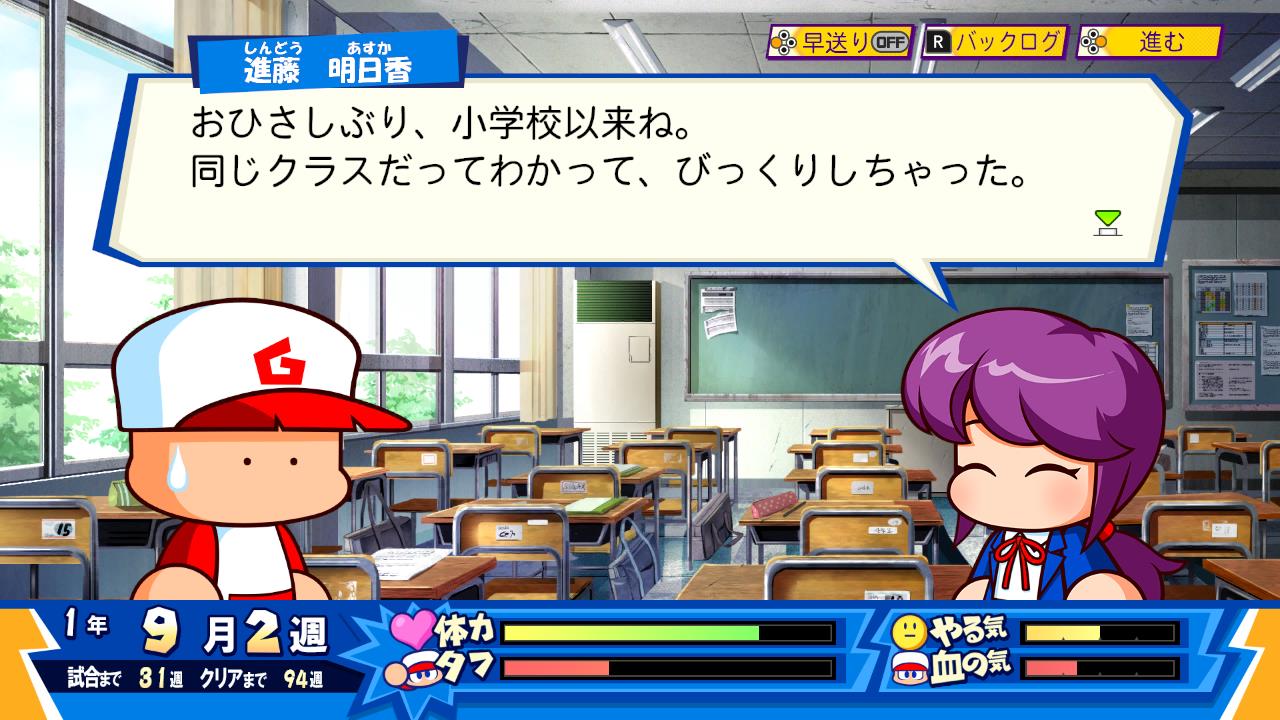 早送り OFF
R バックログ
進む
しんどう あすか
進藤 明日香
おひさしぶり、小学校以来ね。
同じクラスだってわかって、びっくりしちゃった。
G
15
1年 9月2週
試合まで 31週 クリアまで 94週
体力
タフ
やる気
血の気